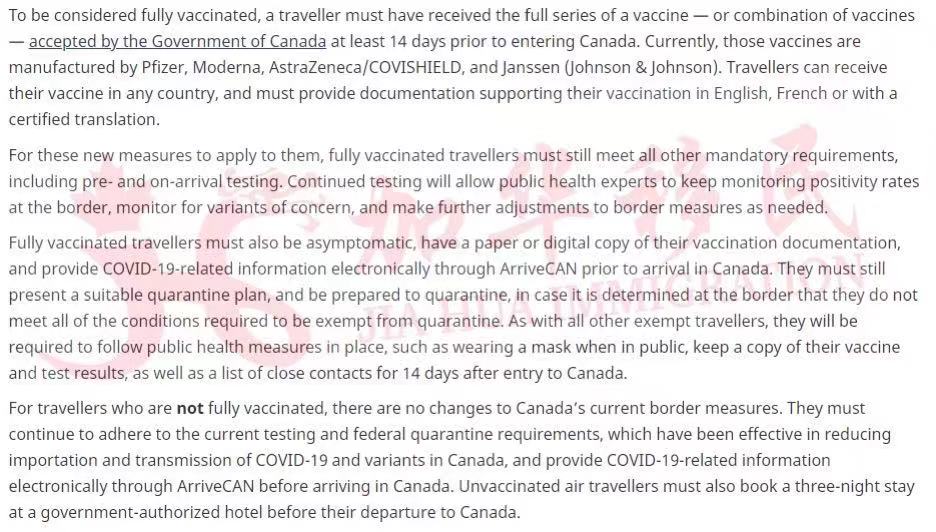 To be considered fully vaccinated, a traveller must have received the full series of a vaccine — or combination of vaccines
— accepted by the Government of Canada at least 14 days prior to entering Canada. Currently, those vaccines are
manufactured by Pfizer, Moderna, AstraZeneca/COVISHIELD, and Janssen (Johnson & Johnson). Travellers can receive
their vaccine in any country, and must provide documentation supporting their vaccination in English, French or with a
certified translation.
For these new measures to apply to them, fully vaccinated travellers must still meet all other mandatory requirements,
including pre- and on-arrival testing. Continued testing will allow public health experts to keep monitoring positivity rates
at the border, monitor for variants of concern, and make further adjustments to border measures as needed.
Fully vaccinated travellers must also be asymptomatic, have a paper or digital copy of their vaccination documentation,
and provide COVID-19-related information electronically through ArriveCAN prior to arrival in Canada. They must still
present a suitable quarantine plan, and be prepared to quarantine, in case it is determined at the border that they do not
meet all of the conditions required to be exempt from quarantine. As with all other exempt travellers, they will be
required to follow public health measures in place, such as wearing a mask when in public, keep a copy of their vaccine
and test results, as well as a list of close contacts for 14 days after entry to Canada.
For travellers who are not fully vaccinated, there are no changes to Canada's current border measures. They must
continue to adhere to the current testing and federal quarantine requirements, which have been effective in reducing
importation and transmission of COVID-19 and variants in Canada, and provide COVID-19-related information
electronically through ArriveCAN before arriving in Canada. Unvaccinated air travellers must also book a three-night stay
at a government-authorized hotel before their departure to Canada.
加华移民
JIA HUA IMMIGRATION